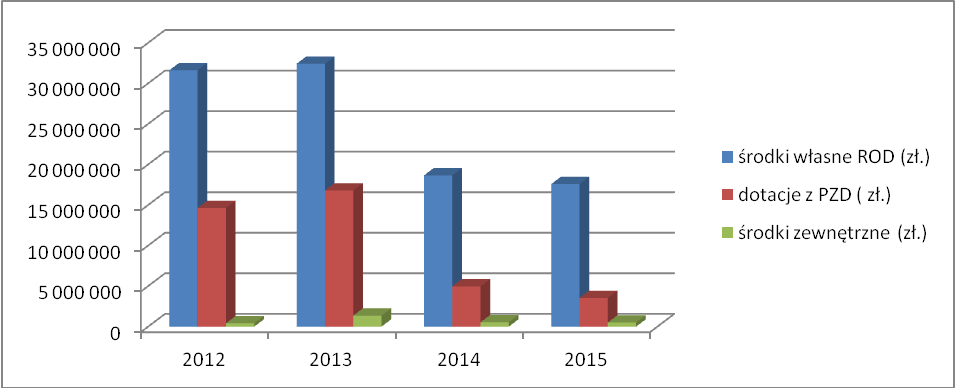 35 000 000
30 000 000
25 000 000
20 000 000
15 000 000
10 000 000
5 000 000
0
2012
2013
2014
2015
środki własne ROD (zł.)
dotacje z PZD ( zł.)
środki zewnętrzne (zł.)